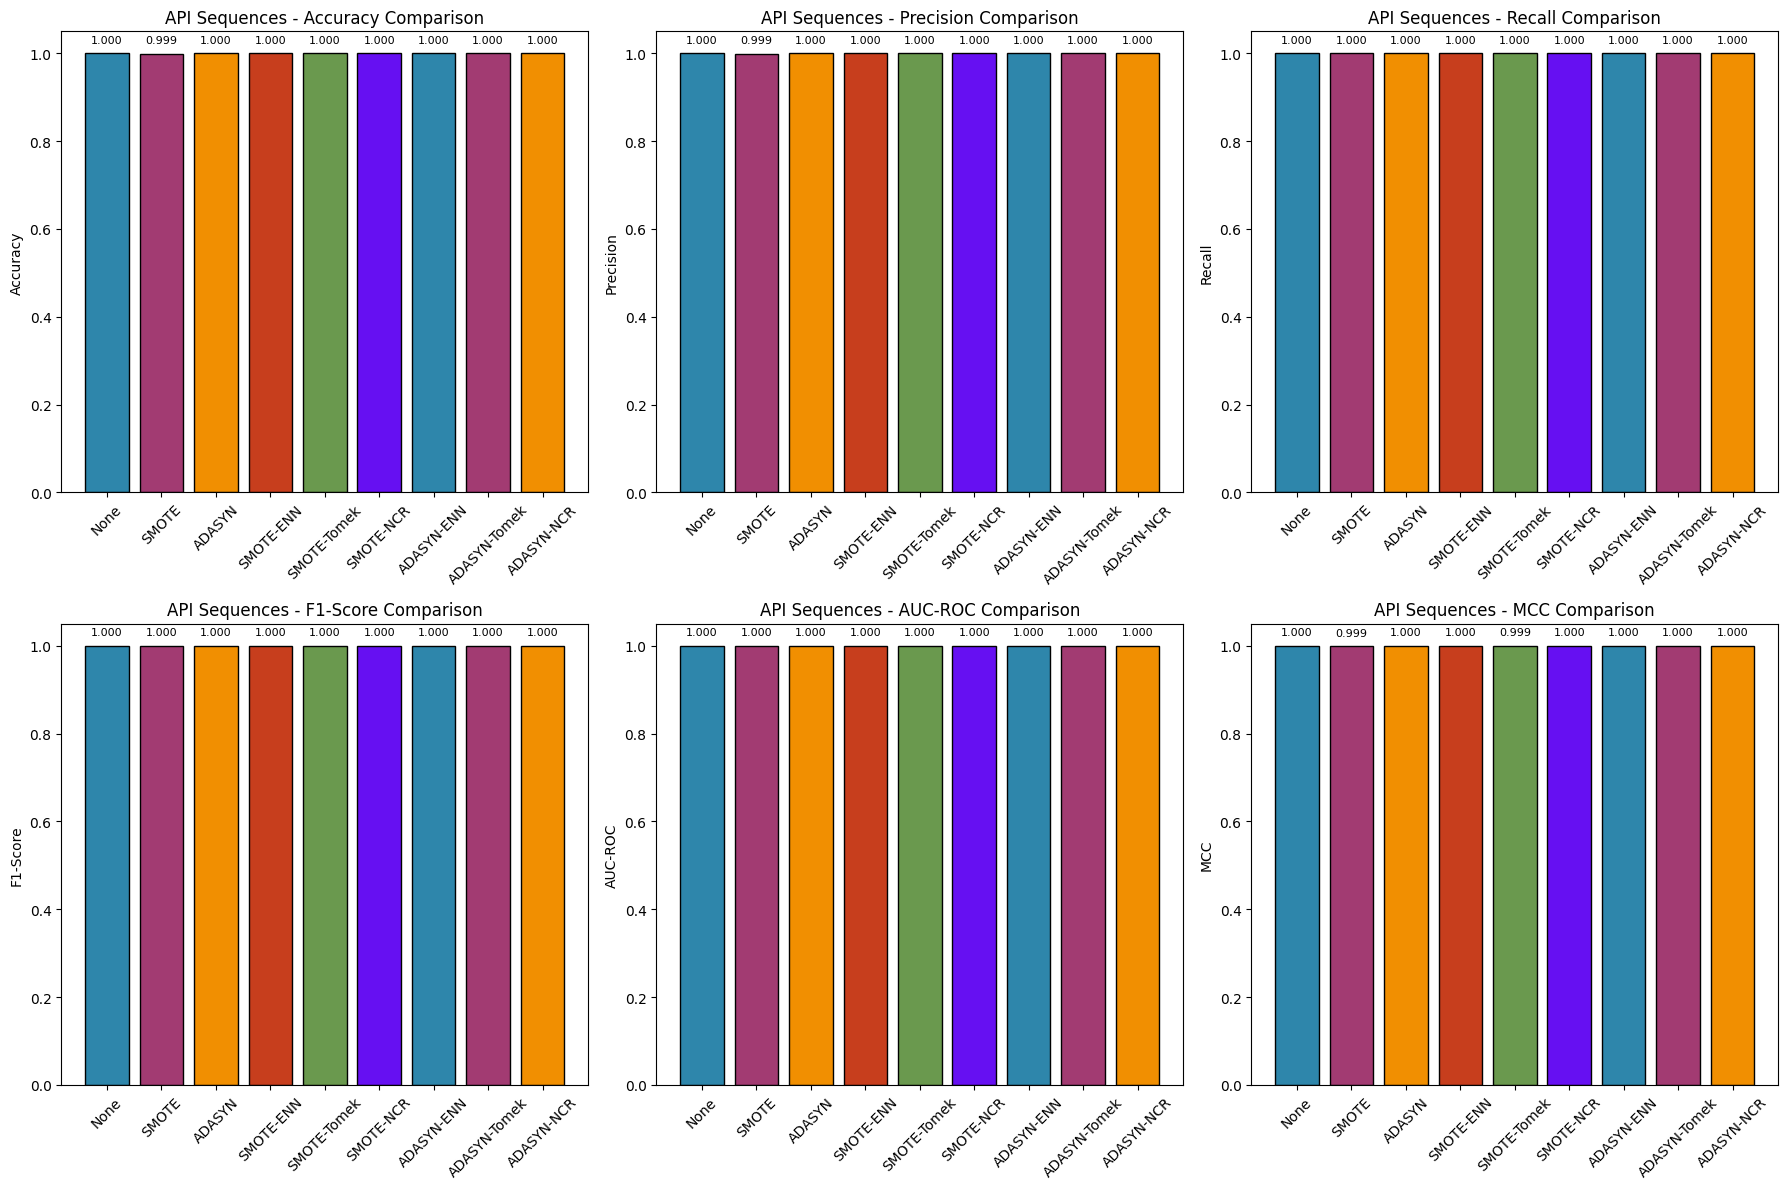 API Sequences - Accuracy Comparison
1.000 0.999 1.000 1.000 1.000 1.000 1.000 1.000 1.000
1.0
0.8
0.6
0.4
0.2
0.0
Accuracy
None SMOTE ADASYN SMOTE-ENN SMOTE-Tomek SMOTE-NCR ADASYN-ENN ADASYN-Tomek ADASYN-NCR
API Sequences - Precision Comparison
1.000 0.999 1.000 1.000 1.000 1.000 1.000 1.000 1.000
1.0
0.8
0.6
0.4
0.2
0.0
Precision
None SMOTE ADASYN SMOTE-ENN SMOTE-Tomek SMOTE-NCR ADASYN-ENN ADASYN-Tomek ADASYN-NCR
API Sequences - Recall Comparison
1.000 1.000 1.000 1.000 1.000 1.000 1.000 1.000 1.000
1.0
0.8
0.6
0.4
0.2
0.0
Recall
None SMOTE ADASYN SMOTE-ENN SMOTE-Tomek SMOTE-NCR ADASYN-ENN ADASYN-Tomek ADASYN-NCR
API Sequences - F1-Score Comparison
1.000 1.000 1.000 1.000 1.000 1.000 1.000 1.000 1.000
1.0
0.8
0.6
0.4
0.2
0.0
F1-Score
None SMOTE ADASYN SMOTE-ENN SMOTE-Tomek SMOTE-NCR ADASYN-ENN ADASYN-Tomek ADASYN-NCR
API Sequences - AUC-ROC Comparison
1.000 1.000 1.000 1.000 1.000 1.000 1.000 1.000 1.000
1.0
0.8
0.6
0.4
0.2
0.0
AUC-ROC
None SMOTE ADASYN SMOTE-ENN SMOTE-Tomek SMOTE-NCR ADASYN-ENN ADASYN-Tomek ADASYN-NCR
API Sequences - MCC Comparison
1.000 0.999 1.000 1.000 0.999 1.000 1.000 1.000 1.000
1.0
0.8
0.6
0.4
0.2
0.0
MCC
None SMOTE ADASYN SMOTE-ENN SMOTE-Tomek SMOTE-NCR ADASYN-ENN ADASYN-Tomek ADASYN-NCR